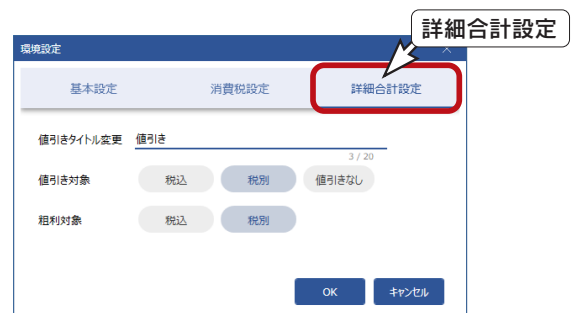 詳細合計設定
環境設定
基本設定 消費税設定 詳細合計設定
値引きタイトル変更 値引き
3 / 20
値引き対象 税込 税別 値引きなし
粗利対象 税込 税別
OK キャンセル